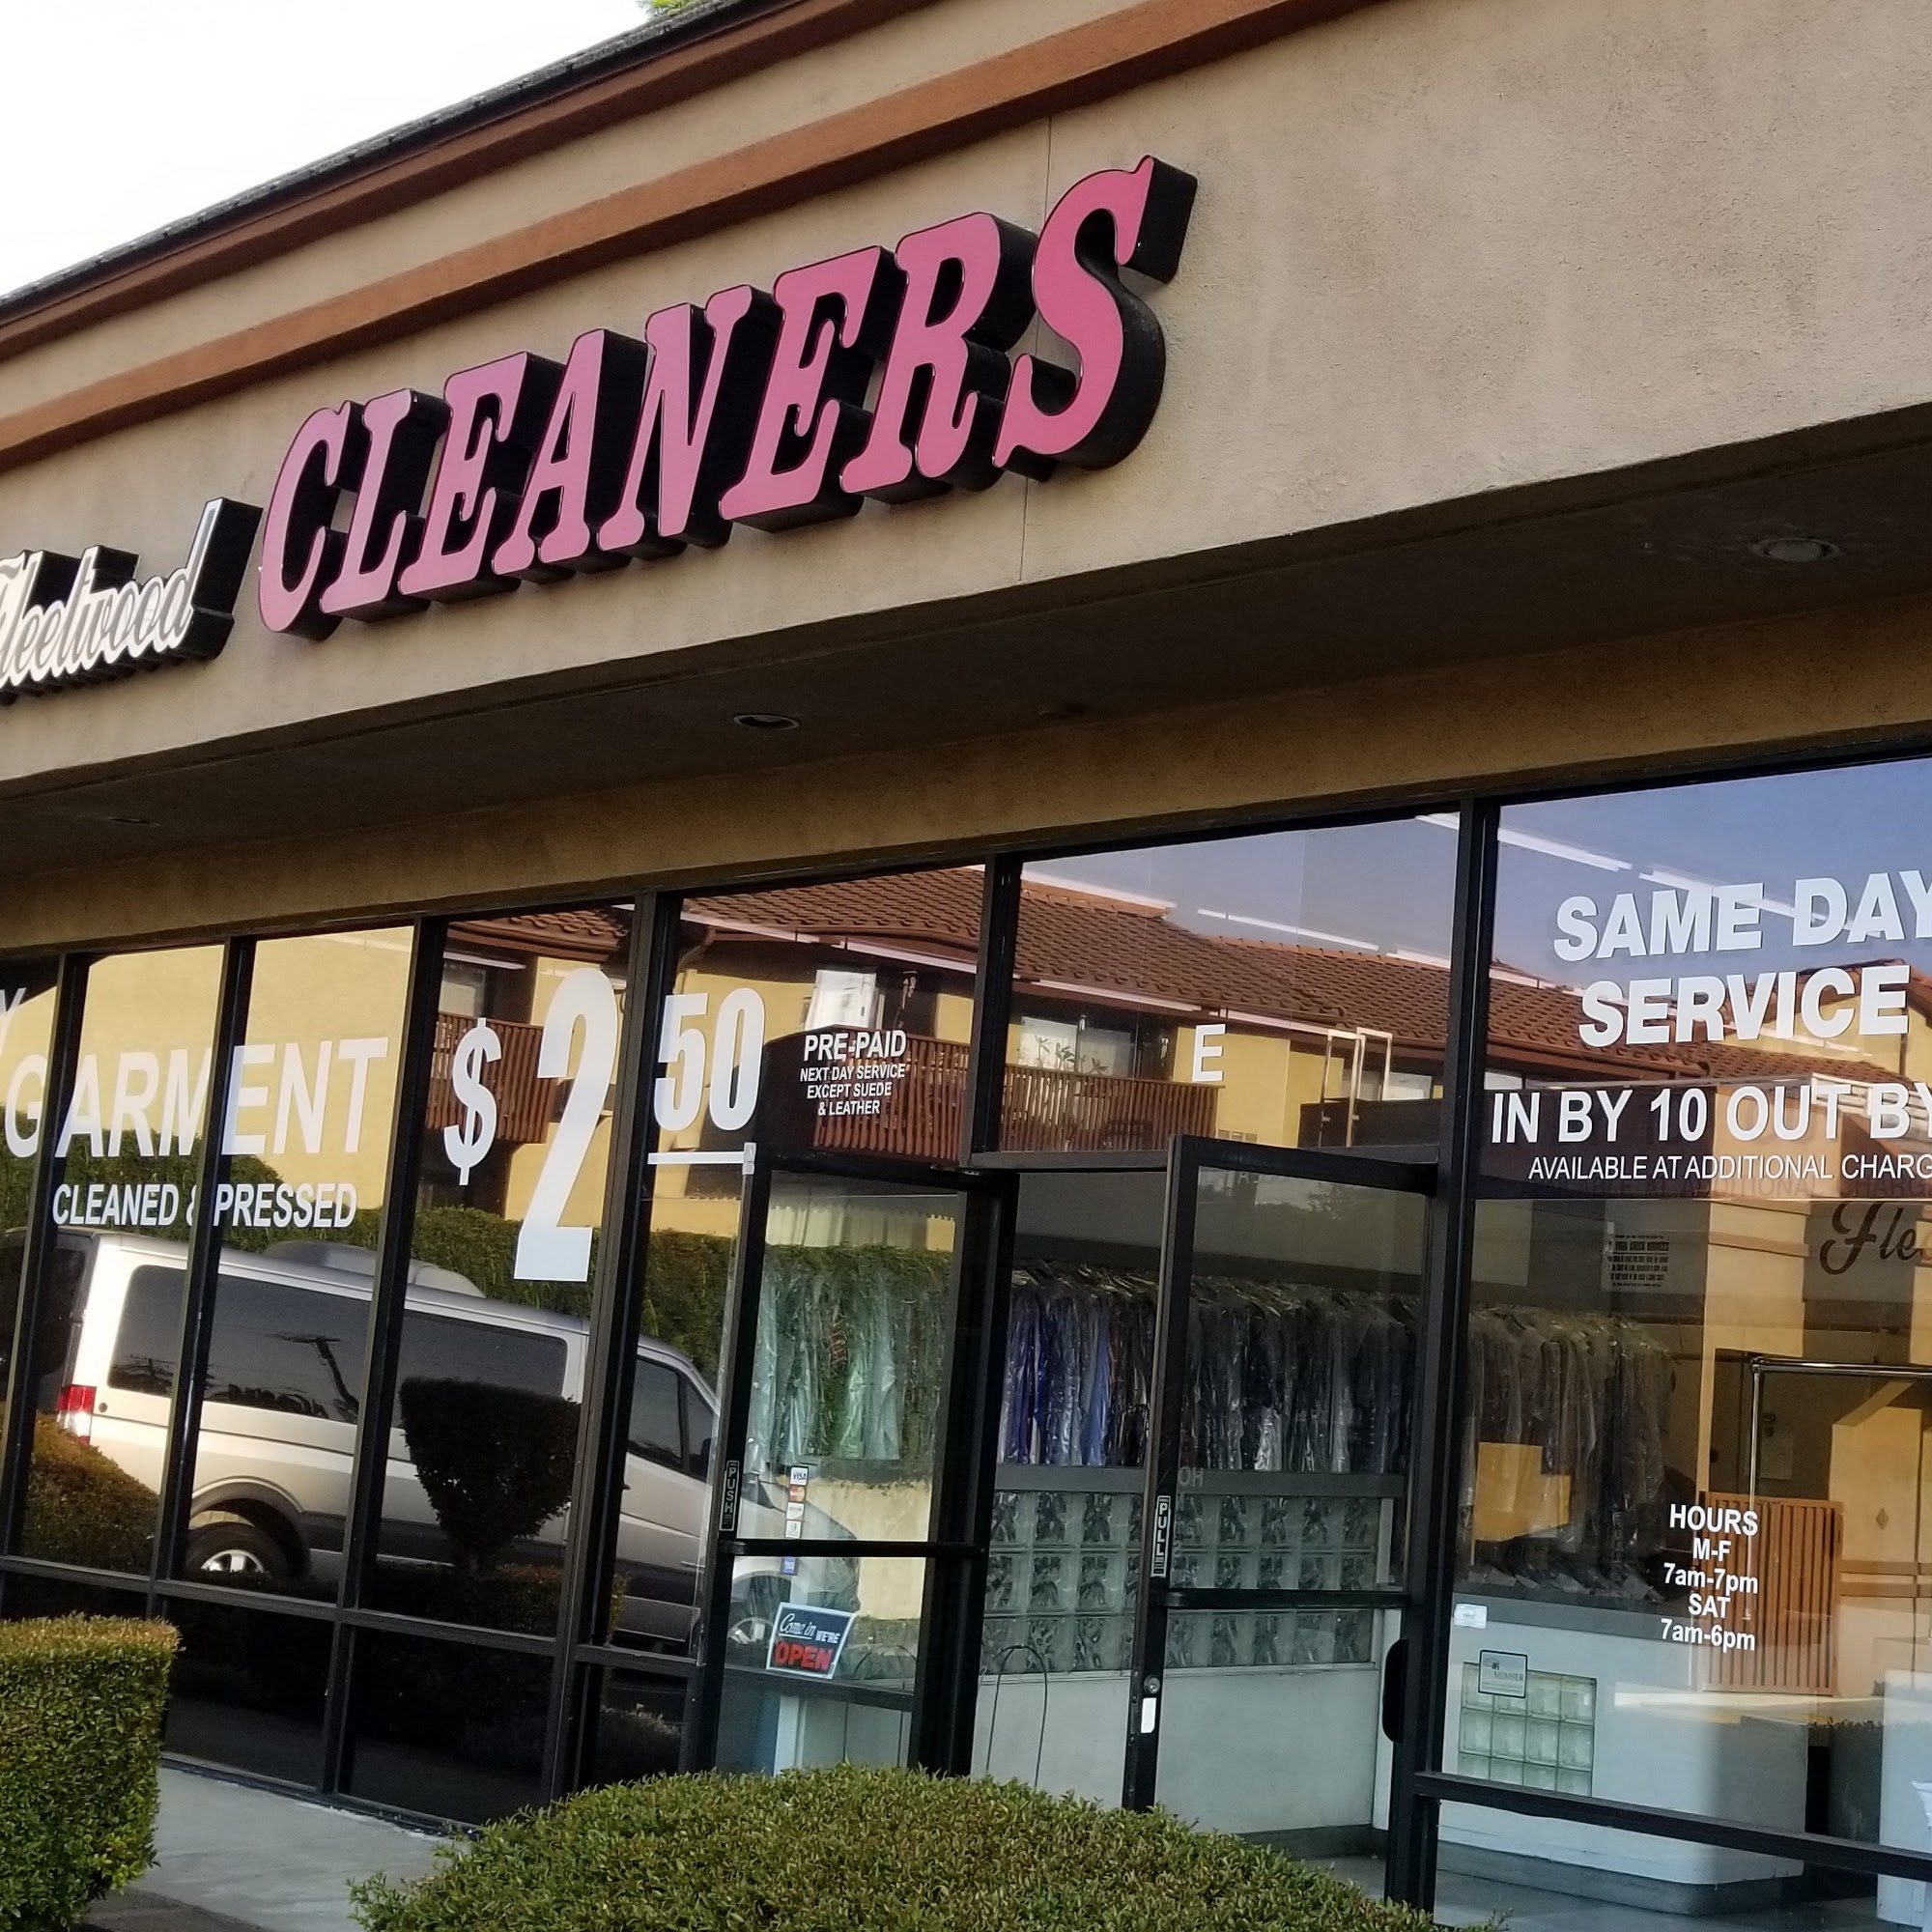 Fleetwood CLEANERS
Y GARMENT
CLEANED & PRESSED
$2 50
PRE-PAID
NEXT DAY SERVICE
EXCEPT SUEDE
& LEATHER
E
SAME DAY
SERVICE
IN BY 10 OUT BY
AVAILABLE AT ADDITIONAL CHARG
Fle
HOURS
M-F
7am-7pm
SAT
7am-6pm
PUSH
PULL
VISA
Come in WE'RE
OPEN